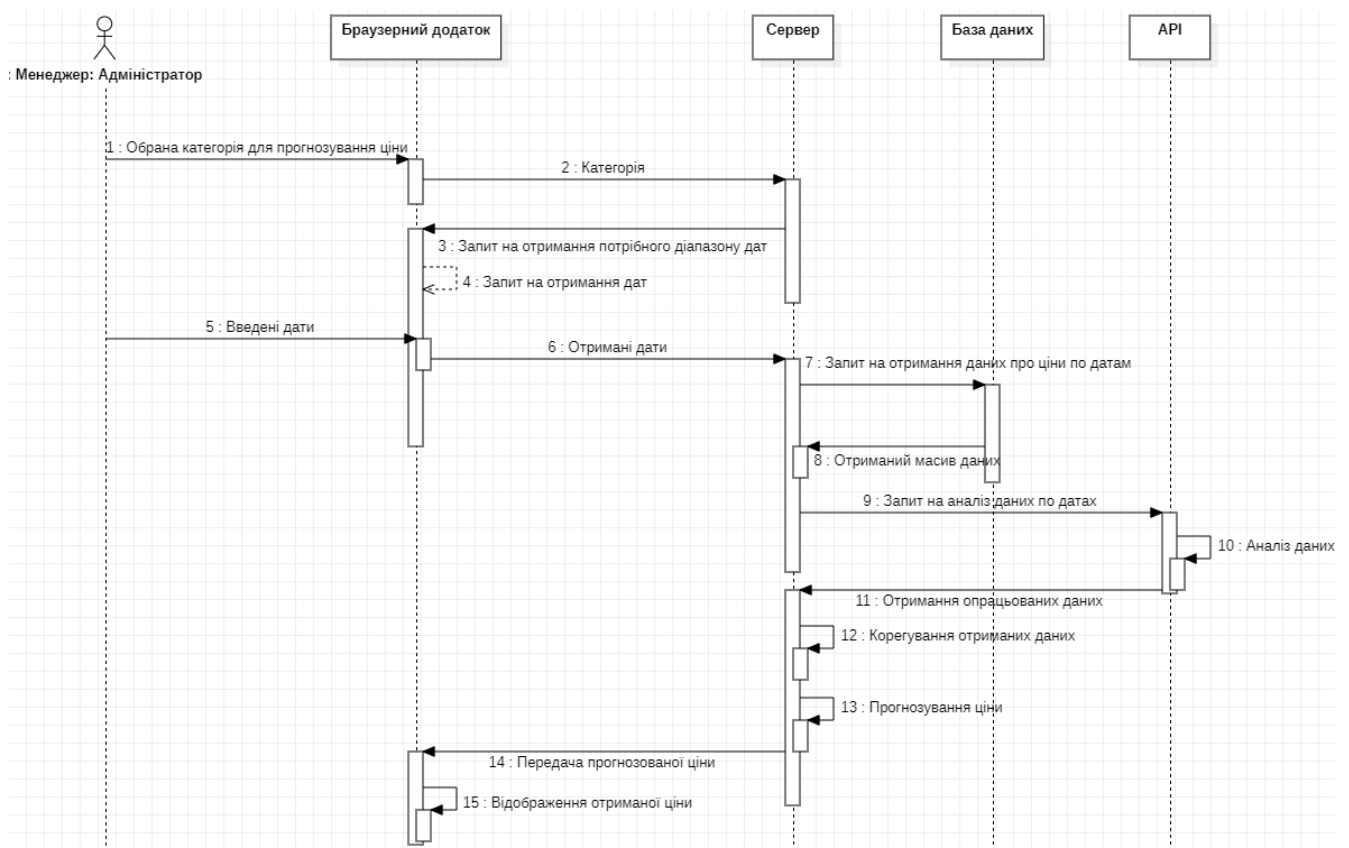 Браузерний додаток
Сервер
База даних
API
: Менеджер: Адміністратор
1 : Обрана категорія для прогнозування ціни
2 : Категорія
3 : Запит на отримання потрібного діапазону дат
4 : Запит на отримання дат
5 : Введені дати
6 : Отримані дати
7 : Запит на отримання даних про ціни по датам
8 : Отриманий масив даних
9 : Запит на аналіз даних по датах
10 : Аналіз даних
11 : Отримання опрацьованих даних
12 : Корегування отриманих даних
13 : Прогнозування ціни
14 : Передача прогнозованої ціни
15 : Відображення отриманої ціни